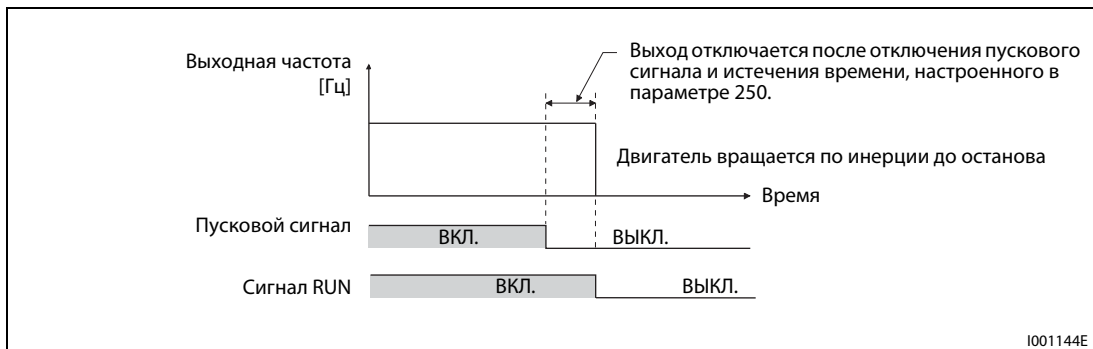 Выходная частота
[Гц]
Выход отключается после отключения пускового
сигнала и истечения времени, настроенного в
параметре 250.
Двигатель вращается по инерции до останова
Время
Пусковой сигнал
ВКЛ.
ВЫКЛ.
Сигнал RUN
ВКЛ.
ВЫКЛ.
I001144E